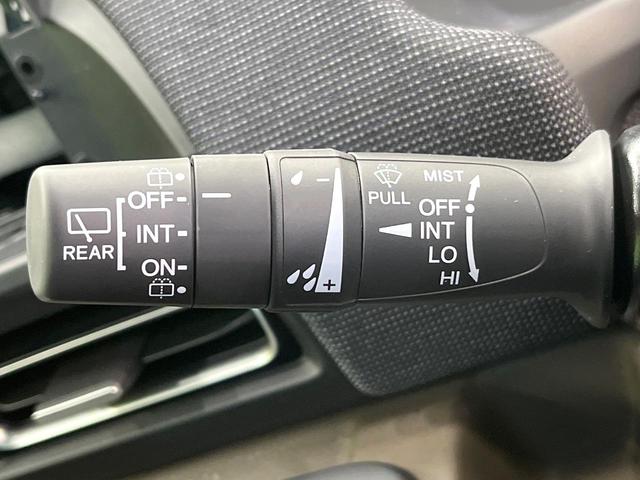 OFF
INT
ON
REAR
−
+
PULL
MIST
OFF
INT
LO
HI